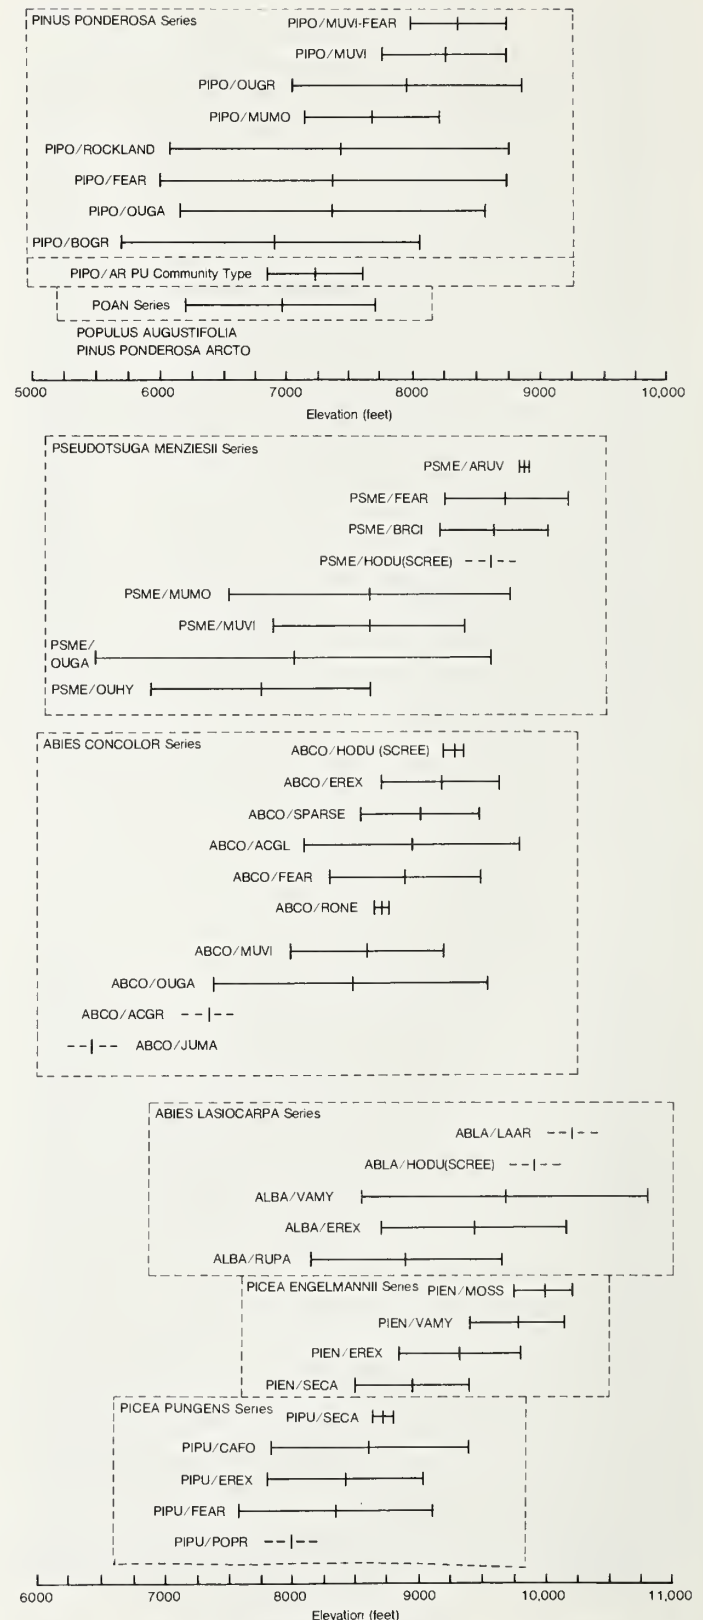 PINUS PONDEROSA Series
PIPO/MUVI-FEAR
PIPO/MUVI
PIPO/OUGR
PIPO/MUMO
PIPO/ROCKLAND
PIPO/FEAR
PIPO/OUGA
PIPO/BOGR
PIPO/AR PU Community Type
POAN Series
POPULUS AUGUSTIFOLIA
PINUS PONDEROSA ARCTO
5000 6000 7000 8000 9000 10,000
Elevation (feet)
PSEUDOTSUGA MENZIESII Series
PSME/ARUV
PSME/FEAR
PSME/BRCI
PSME/HODU(SCREE)
PSME/MUMO
PSME/MUVI
PSME/
OUGA
PSME/OUHY
ABIES CONCOLOR Series
ABCO/HODU (SCREE)
ABCO/EREX
ABCO/SPARSE
ABCO/ACGL
ABCO/FEAR
ABCO/RONE
ABCO/MUVI
ABCO/OUGA
ABCO/ACGR
ABCO/JUMA
ABIES LASIOCARPA Series
ABLA/LAAR
ABLA/HODU(SCREE)
ALBA/VAMY
ALBA/EREX
ALBA/RUPA
PICEA ENGELMANNII Series
PIEN/MOSS
PIEN/VAMY
PIEN/EREX
PIEN/SECA
PICEA PUNGENS Series
PIPU/SECA
PIPU/CAFO
PIPU/EREX
PIPU/FEAR
PIPU/POPR
6000 7000 8000 9000 10,000 11,000
Elevation (feet)